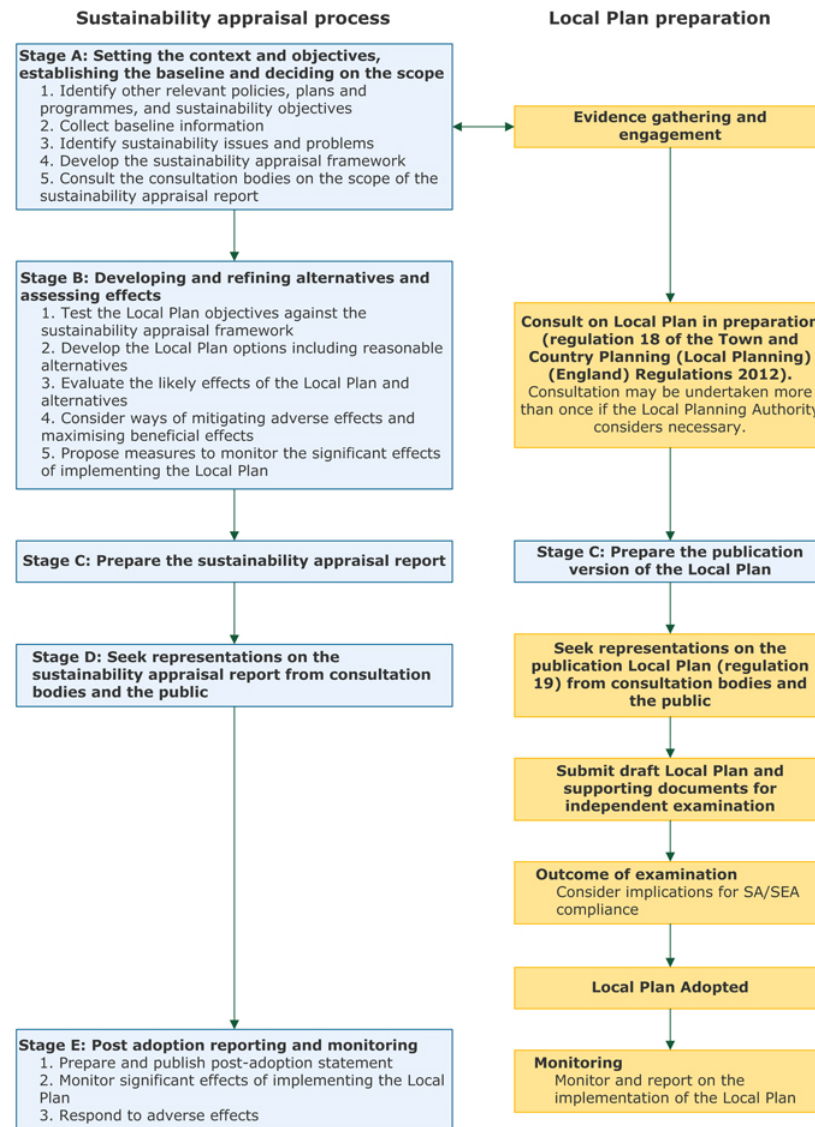 Sustainability appraisal process
Local Plan preparation
Stage A: Setting the context and objectives,
establishing the baseline and deciding on the scope
1. Identify other relevant policies, plans and
programmes, and sustainability objectives
2. Collect baseline information
3. Identify sustainability issues and problems
4. Develop the sustainability appraisal framework
5. Consult the consultation bodies on the scope of the
sustainability appraisal report
Evidence gathering and
engagement
Stage B: Developing and refining alternatives and
assessing effects
1. Test the Local Plan objectives against the
sustainability appraisal framework
2. Develop the Local Plan options including reasonable
alternatives
3. Evaluate the likely effects of the Local Plan and
alternatives
4. Consider ways of mitigating adverse effects and
maximising beneficial effects
5. Propose measures to monitor the significant effects
of implementing the Local Plan
Consult on Local Plan in preparation
(regulation 18 of the Town and
Country Planning (Local Planning)
(England) Regulations 2012).
Consultation may be undertaken more
than once if the Local Planning Authority
considers necessary.
Stage C: Prepare the sustainability appraisal report
Stage C: Prepare the publication
version of the Local Plan
Stage D: Seek representations on the
sustainability appraisal report from consultation
bodies and the public
Seek representations on the
publication Local Plan (regulation
19) from consultation bodies and
the public
Submit draft Local Plan and
supporting documents for
independent examination
Outcome of examination
Consider implications for SA/SEA
compliance
Local Plan Adopted
Stage E: Post adoption reporting and monitoring
1. Prepare and publish post-adoption statement
2. Monitor significant effects of implementing the Local
Plan
3. Respond to adverse effects
Monitoring
Monitor and report on the
implementation of the Local Plan